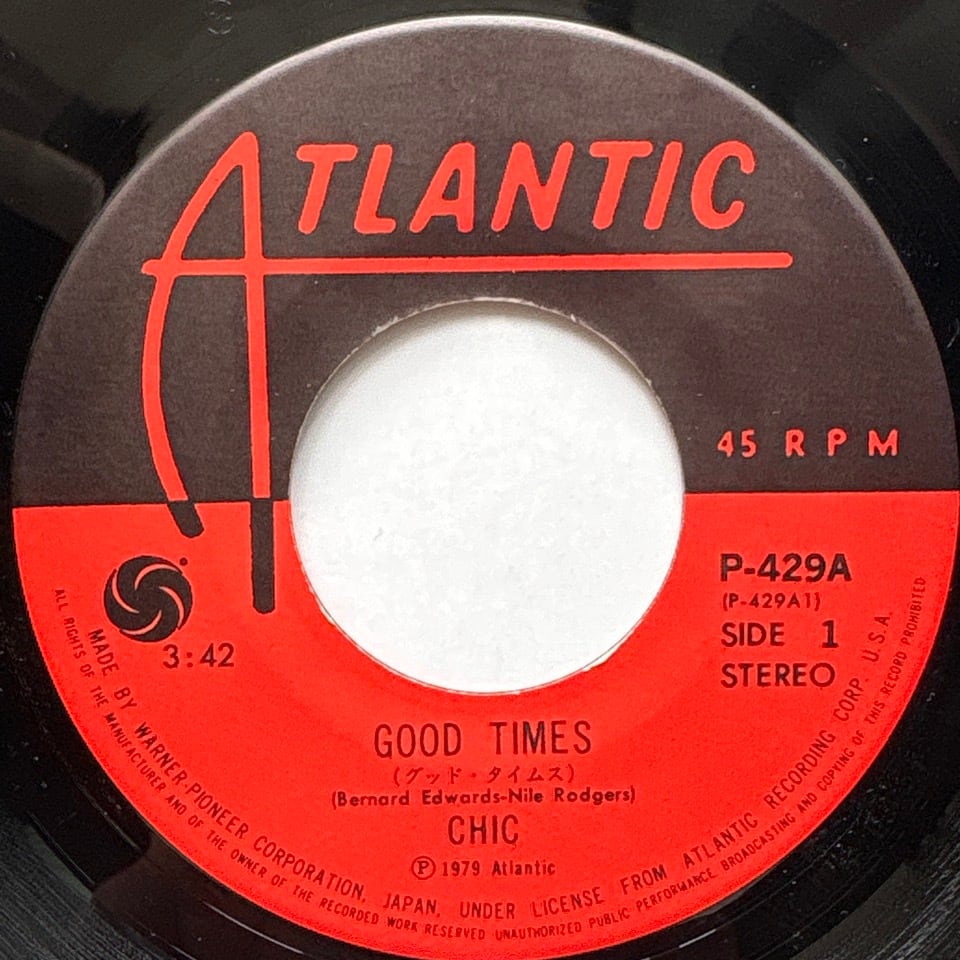 ATLANTIC
45 RPM
P-429A
(P-429A1)
SIDE 1
STEREO
3:42
GOOD TIMES
(グッド・タイムス)
(Bernard Edwards-Nile Rodgers)
CHIC
Ⓟ 1979 Atlantic
MADE BY WARNER-PIONEER CORPORATION, JAPAN, UNDER LICENSE FROM ATLANTIC RECORDING CORP. U.S.A.
ALL RIGHTS OF THE MANUFACTURER AND OF THE OWNER OF THE RECORDED WORK RESERVED UNAUTHORIZED PUBLIC PERFORMANCE BROADCASTING AND COPYING OF THIS RECORD PROHIBITED